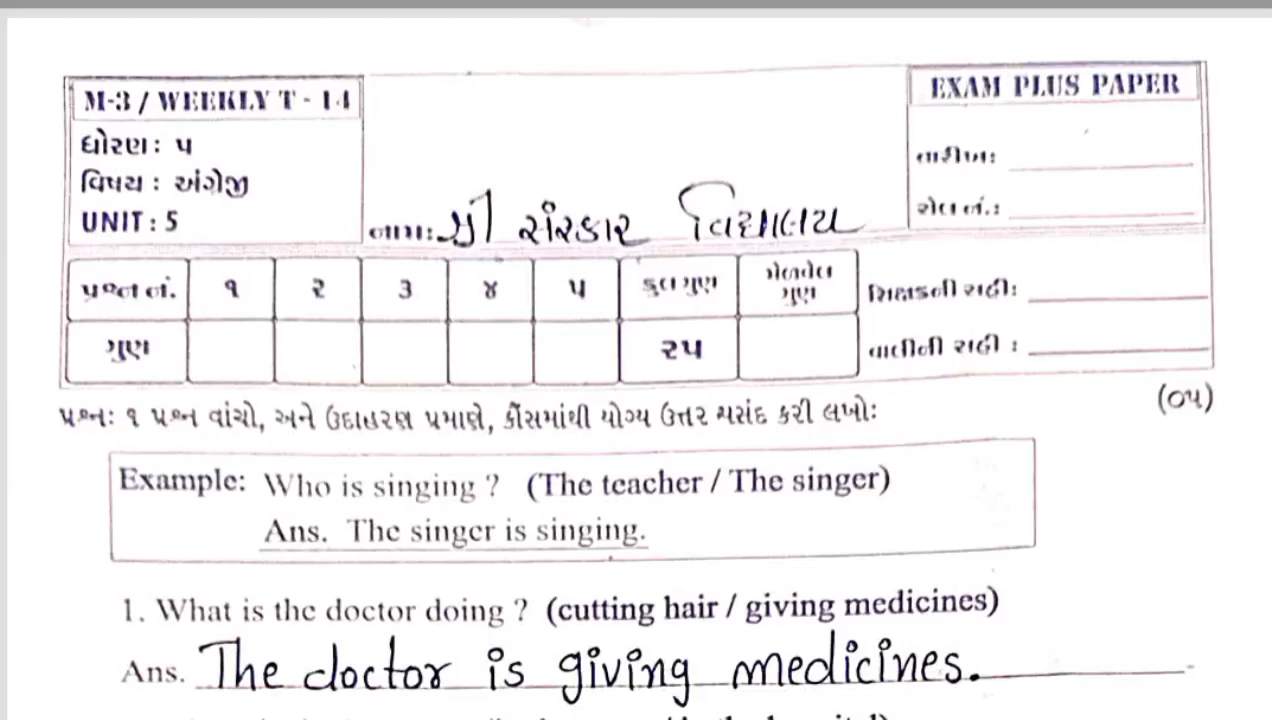 M-3 / WEEKLY T - 14
EXAM PLUS PAPER
ધોરણ : ૫
વિષય : અંગ્રેજી
UNIT : 5
નામ: શ્રી સંસ્કાર વિદ્યાલય
તારીખ:
રોલ નં.:
પ્રશ્ન નં. ૧ ૨ ૩ ૪ ૫ કુલ ગુણ મેળવેલ ગુણ
ગુણ ૨૫
શિક્ષકની સહી:
વાલીની સહી :
પ્રશ્ન: ૧ પ્રશ્ન વાંચો, અને ઉદાહરણ પ્રમાણે, કૌંસમાંથી યોગ્ય ઉત્તર પસંદ કરી લખો: (૦૫)
Example: Who is singing ? (The teacher / The singer)
Ans. The singer is singing.
1. What is the doctor doing ? (cutting hair / giving medicines)
Ans. The doctor is giving medicines.